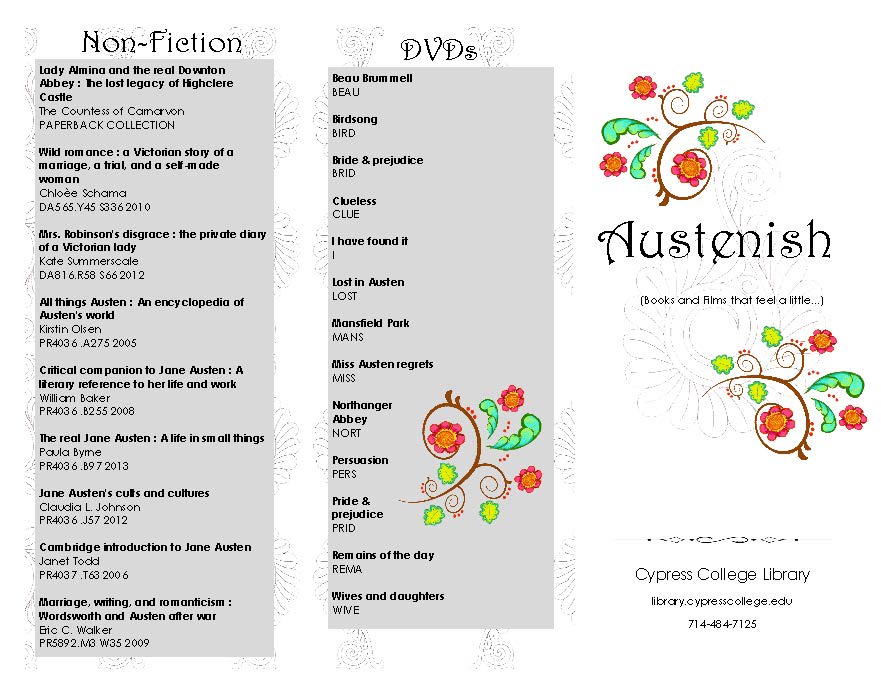 Non-Fiction
Lady Almina and the real Downton
Abbey : The lost legacy of Highclere
Castle
The Countess of Carnarvon
PAPERBACK COLLECTION
Wild romance : a Victorian story of a
marriage, a trial, and a self-made
woman
Chloëe Schama
DA565.Y45 S336 2010
Mrs. Robinson's disgrace : the private diary
of a Victorian lady
Kate Summerscale
DA816.R58 S66 2012
All things Austen : An encyclopedia of
Austen's world
Kirstin Olsen
PR4036 .A275 2005
Critical companion to Jane Austen : A
literary reference to her life and work
William Baker
PR4036 .B255 2008
The real Jane Austen : A life in small things
Paula Byrne
PR4036 .B97 2013
Jane Austen's cults and cultures
Claudia L. Johnson
PR4036 .J57 2012
Cambridge introduction to Jane Austen
Janet Todd
PR4037 .T63 2006
Marriage, writing, and romanticism :
Wordsworth and Austen after war
Eric C. Walker
PR5892.M3 W35 2009
DVDs
Beau Brummell
BEAU
Birdsong
BIRD
Bride & prejudice
BRID
Clueless
CLUE
I have found it
I
Lost in Austen
LOST
Mansfield Park
MANS
Miss Austen regrets
MISS
Northanger
Abbey
NORT
Persuasion
PERS
Pride &
prejudice
PRID
Remains of the day
REMA
Wives and daughters
WIVE
Austenish
(Books and Films that feel a little...)
Cypress College Library
library.cypresscollege.edu
714-484-7125